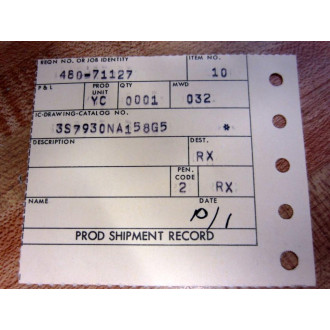 REQN NO. OR JOB IDENTITY ITEM NO.
480-71127 10
P & L PROD UNIT QTY MWD
YC 0001 032
IC-DRAWING-CATALOG NO.
3S7930NA158G5 *
DESCRIPTION DEST.
RX
PEN. CODE
2 RX
NAME DATE
10/1
PROD SHIPMENT RECORD